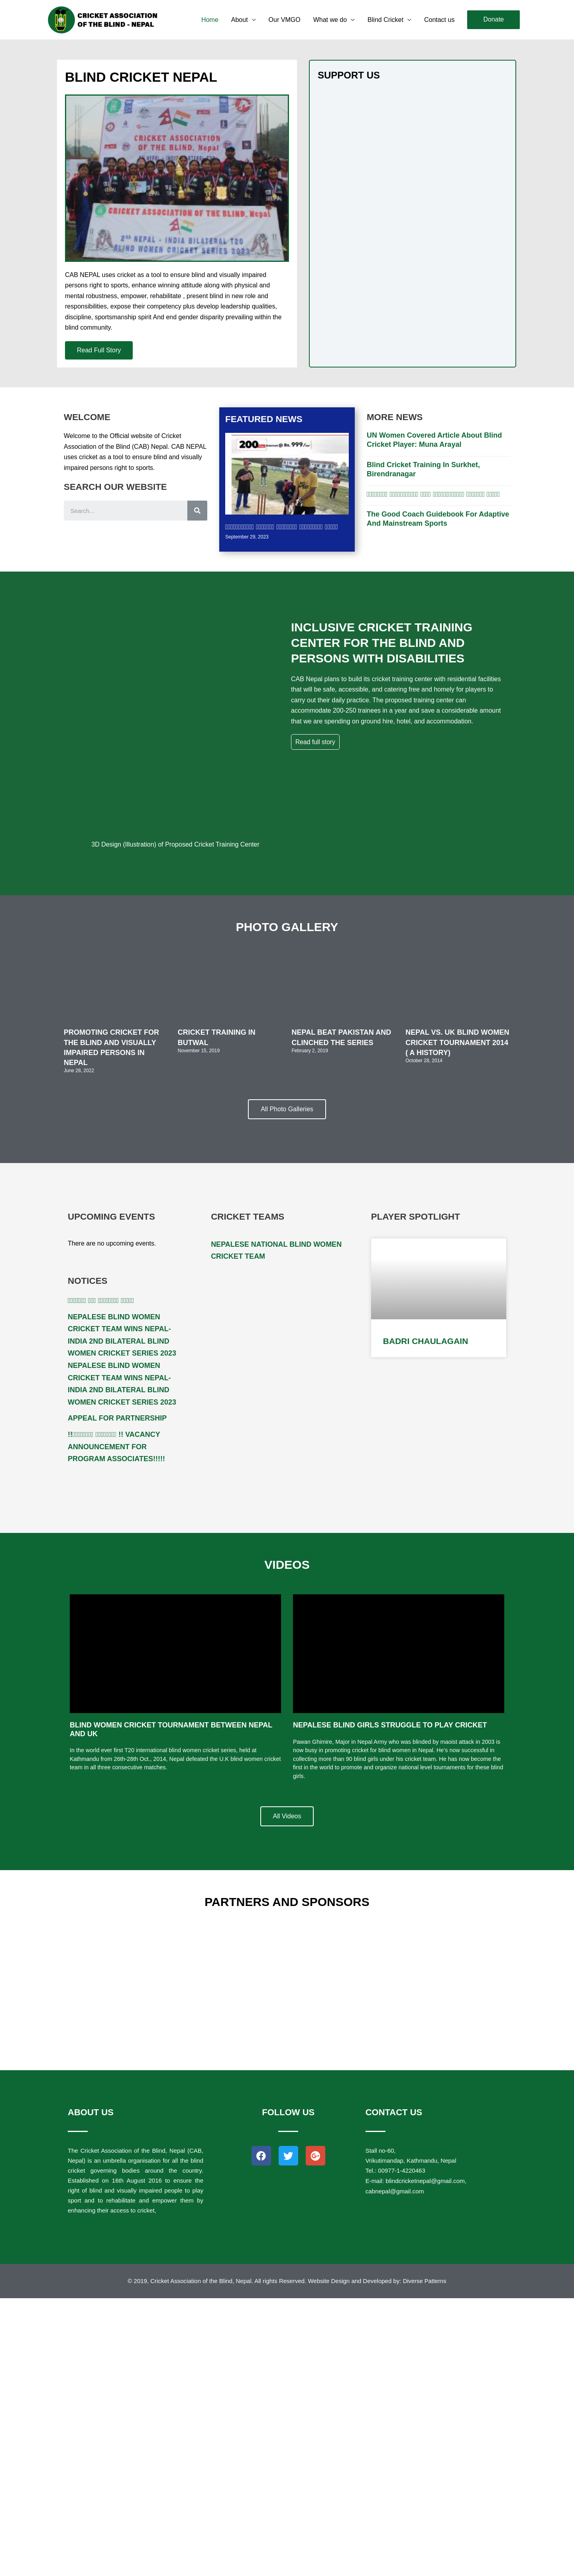 CRICKET ASSOCIATION
OF THE BLIND - NEPAL
Home
About
Our VMGO
What we do
Blind Cricket
Contact us
Donate
BLIND CRICKET NEPAL
CRICKET ASSOCIATION
OF THE BLIND, NEPAL
CRICKET ASSOCIATION OF THE BLIND
2ND NEPAL - INDIA BILATERAL T20
BLIND WOMEN CRICKET SERIES 2023
CAB NEPAL uses cricket as a tool to ensure blind and visually impaired
persons right to sports, enhance winning attitude along with physical and
mental robustness, empower, rehabilitate , present blind in new role and
responsibilities, expose their competency plus develop leadership qualities,
discipline, sportsmanship spirit And end gender disparity prevailing within the
blind community.
Read Full Story
SUPPORT US
WELCOME
Welcome to the Official website of Cricket
Association of the Blind (CAB) Nepal. CAB NEPAL
uses cricket as a tool to ensure blind and visually
impaired persons right to sports.
SEARCH OUR WEBSITE
Search...
FEATURED NEWS
200 Internet @ Rs. 999/
September 29, 2023
MORE NEWS
UN Women Covered Article About Blind
Cricket Player: Muna Arayal
Blind Cricket Training In Surkhet,
Birendranagar
The Good Coach Guidebook For Adaptive
And Mainstream Sports
INCLUSIVE CRICKET TRAINING
CENTER FOR THE BLIND AND
PERSONS WITH DISABILITIES
CAB Nepal plans to build its cricket training center with residential facilities
that will be safe, accessible, and catering free and homely for players to
carry out their daily practice. The proposed training center can
accommodate 200-250 trainees in a year and save a considerable amount
that we are spending on ground hire, hotel, and accommodation.
Read full story
3D Design (Illustration) of Proposed Cricket Training Center
PHOTO GALLERY
PROMOTING CRICKET FOR
THE BLIND AND VISUALLY
IMPAIRED PERSONS IN
NEPAL
June 28, 2022
CRICKET TRAINING IN
BUTWAL
November 15, 2019
NEPAL BEAT PAKISTAN AND
CLINCHED THE SERIES
February 2, 2019
NEPAL VS. UK BLIND WOMEN
CRICKET TOURNAMENT 2014
( A HISTORY)
October 28, 2014
All Photo Galleries
UPCOMING EVENTS
There are no upcoming events.
NOTICES
NEPALESE BLIND WOMEN
CRICKET TEAM WINS NEPAL-
INDIA 2ND BILATERAL BLIND
WOMEN CRICKET SERIES 2023
NEPALESE BLIND WOMEN
CRICKET TEAM WINS NEPAL-
INDIA 2ND BILATERAL BLIND
WOMEN CRICKET SERIES 2023
APPEAL FOR PARTNERSHIP
!! !! VACANCY
ANNOUNCEMENT FOR
PROGRAM ASSOCIATES!!!!!
CRICKET TEAMS
NEPALESE NATIONAL BLIND WOMEN
CRICKET TEAM
PLAYER SPOTLIGHT
BADRI CHAULAGAIN
VIDEOS
BLIND WOMEN CRICKET TOURNAMENT BETWEEN NEPAL
AND UK
In the world ever first T20 international blind women cricket series, held at
Kathmandu from 26th-28th Oct., 2014, Nepal defeated the U.K blind women cricket
team in all three consecutive matches.
NEPALESE BLIND GIRLS STRUGGLE TO PLAY CRICKET
Pawan Ghimire, Major in Nepal Army who was blinded by maoist attack in 2003 is
now busy in promoting cricket for blind women in Nepal. He's now successful in
collecting more than 90 blind girls under his cricket team. He has now become the
first in the world to promote and organize national level tournaments for these blind
girls.
All Videos
PARTNERS AND SPONSORS
ABOUT US
The Cricket Association of the Blind, Nepal (CAB,
Nepal) is an umbrella organisation for all the blind
cricket governing bodies around the country.
Established on 16th August 2016 to ensure the
right of blind and visually impaired people to play
sport and to rehabilitate and empower them by
enhancing their access to cricket,
FOLLOW US
CONTACT US
Stall no-60,
Vrikutimandap, Kathmandu, Nepal
Tel.: 00977-1-4220463
E-mail: blindcricketnepal@gmail.com,
cabnepal@gmail.com
© 2019, Cricket Association of the Blind, Nepal. All rights Reserved. Website Design and Developed by: Diverse Patterns